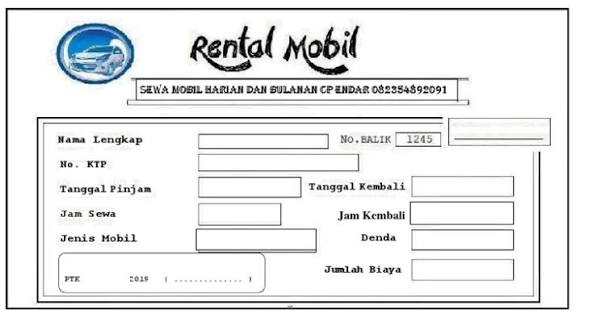 Rental Mobil
SEWA MOBIL HARIAN DAN BULANAN CP ENDAR 082354892091
Nama Lengkap NO.BALIK 1245
No. KTP
Tanggal Pinjam Tanggal Kembali
Jam Sewa Jam Kembali
Jenis Mobil Denda
Jumlah Biaya
PTK 2019 ( .............. )